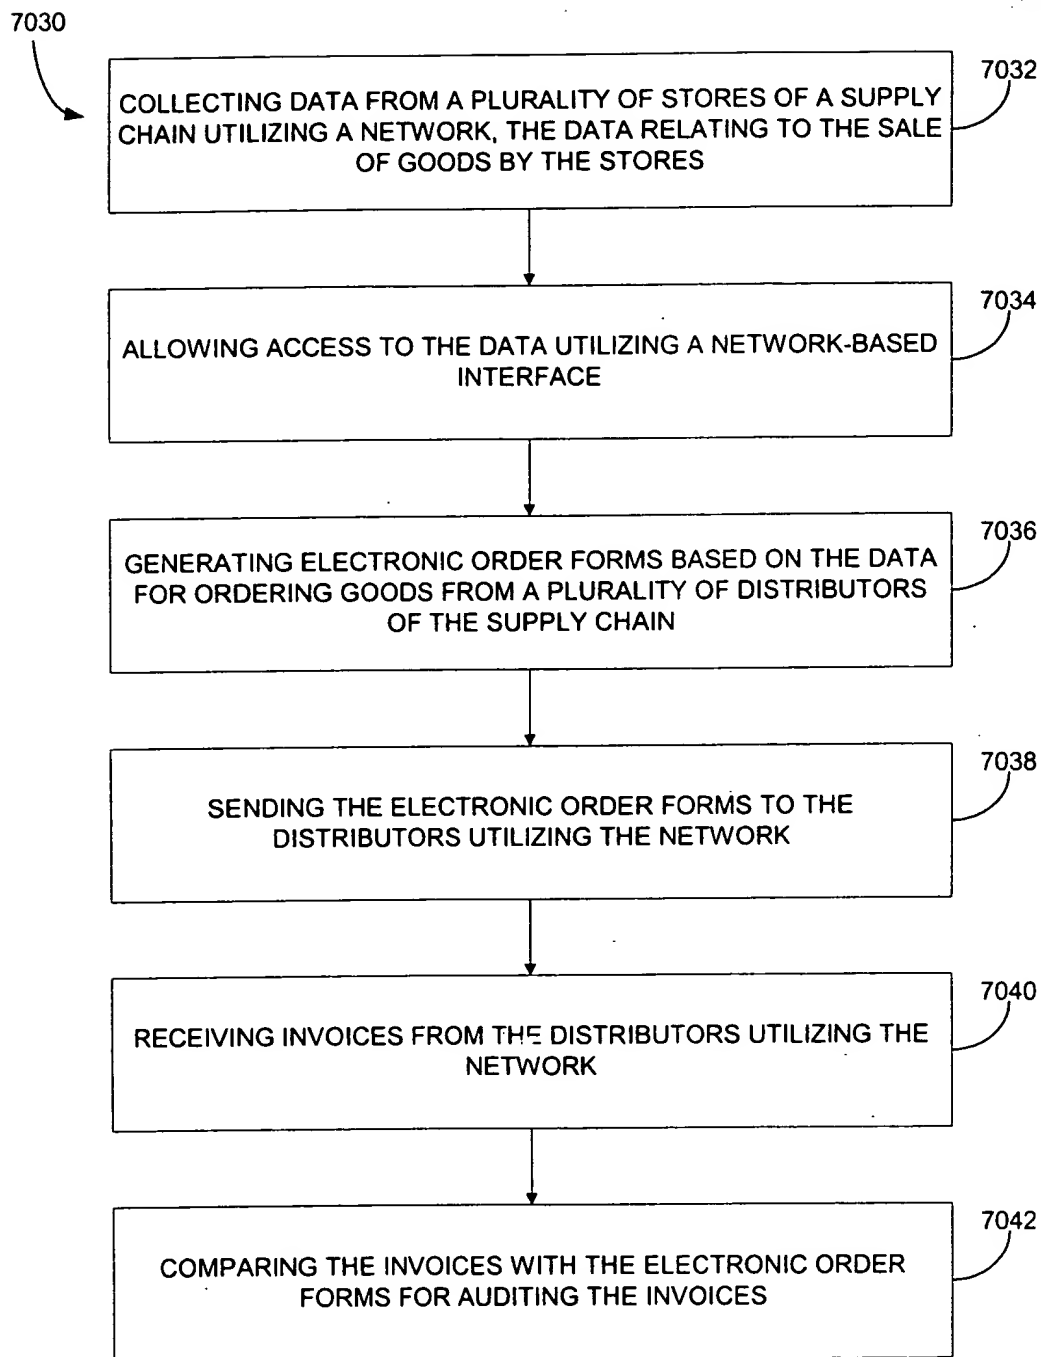 7030
7032
COLLECTING DATA FROM A PLURALITY OF STORES OF A SUPPLY
CHAIN UTILIZING A NETWORK, THE DATA RELATING TO THE SALE
OF GOODS BY THE STORES
7034
ALLOWING ACCESS TO THE DATA UTILIZING A NETWORK-BASED
INTERFACE
7036
GENERATING ELECTRONIC ORDER FORMS BASED ON THE DATA
FOR ORDERING GOODS FROM A PLURALITY OF DISTRIBUTORS
OF THE SUPPLY CHAIN
7038
SENDING THE ELECTRONIC ORDER FORMS TO THE
DISTRIBUTORS UTILIZING THE NETWORK
7040
RECEIVING INVOICES FROM THE DISTRIBUTORS UTILIZING THE
NETWORK
7042
COMPARING THE INVOICES WITH THE ELECTRONIC ORDER
FORMS FOR AUDITING THE INVOICES